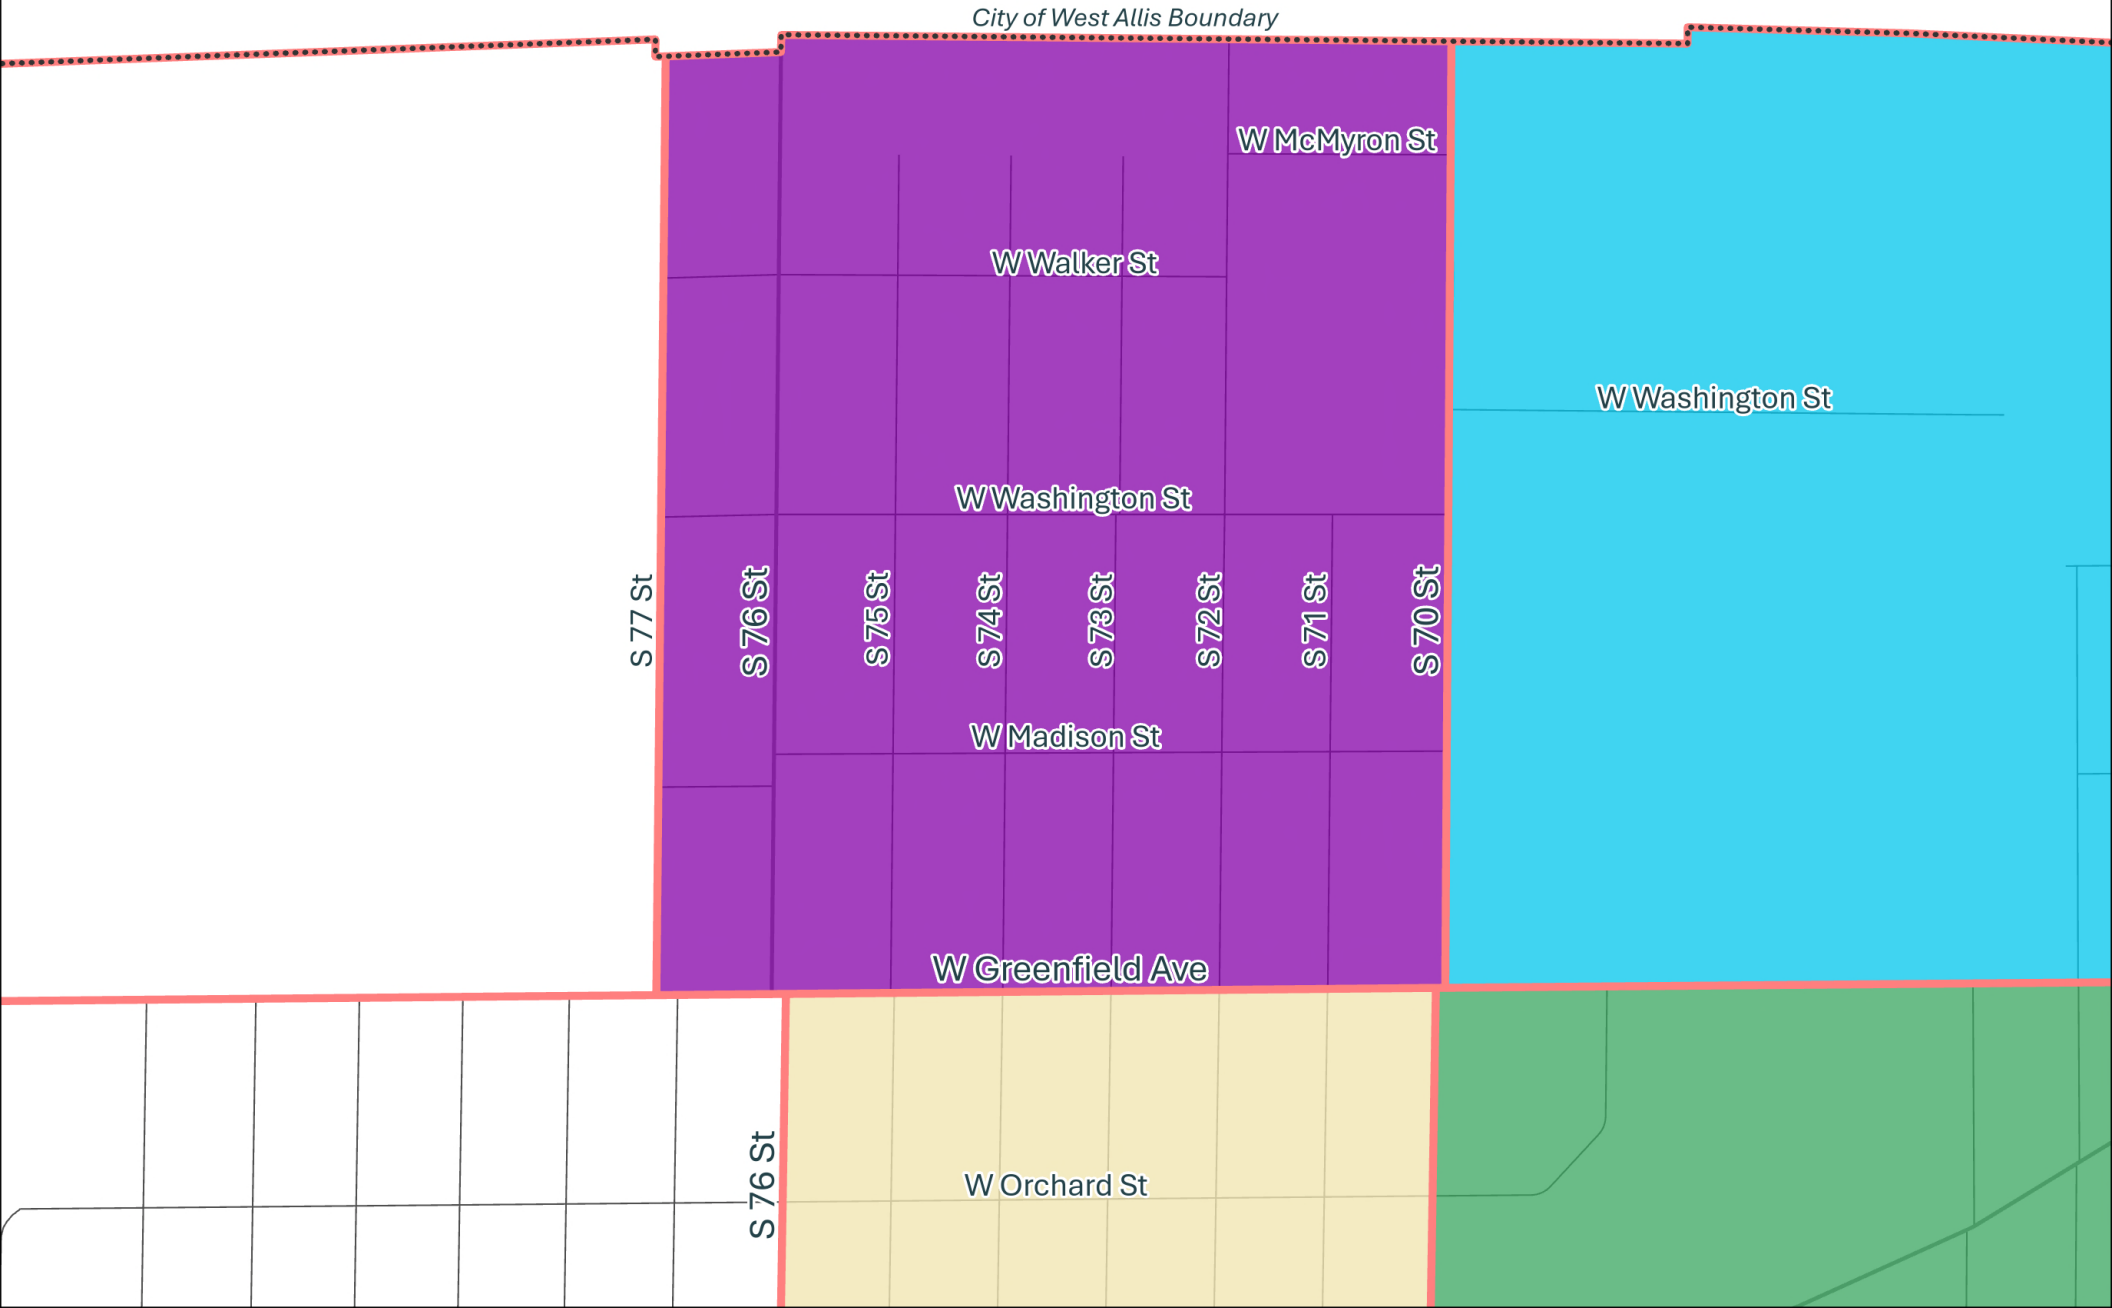 City of West Allis Boundary
W McMyron St
W Walker St
W Washington St
W Washington St
S 77 St
S 76 St
S 75 St
S 74 St
S 73 St
S 72 St
S 71 St
S 70 St
W Madison St
W Greenfield Ave
S 76 St
W Orchard St